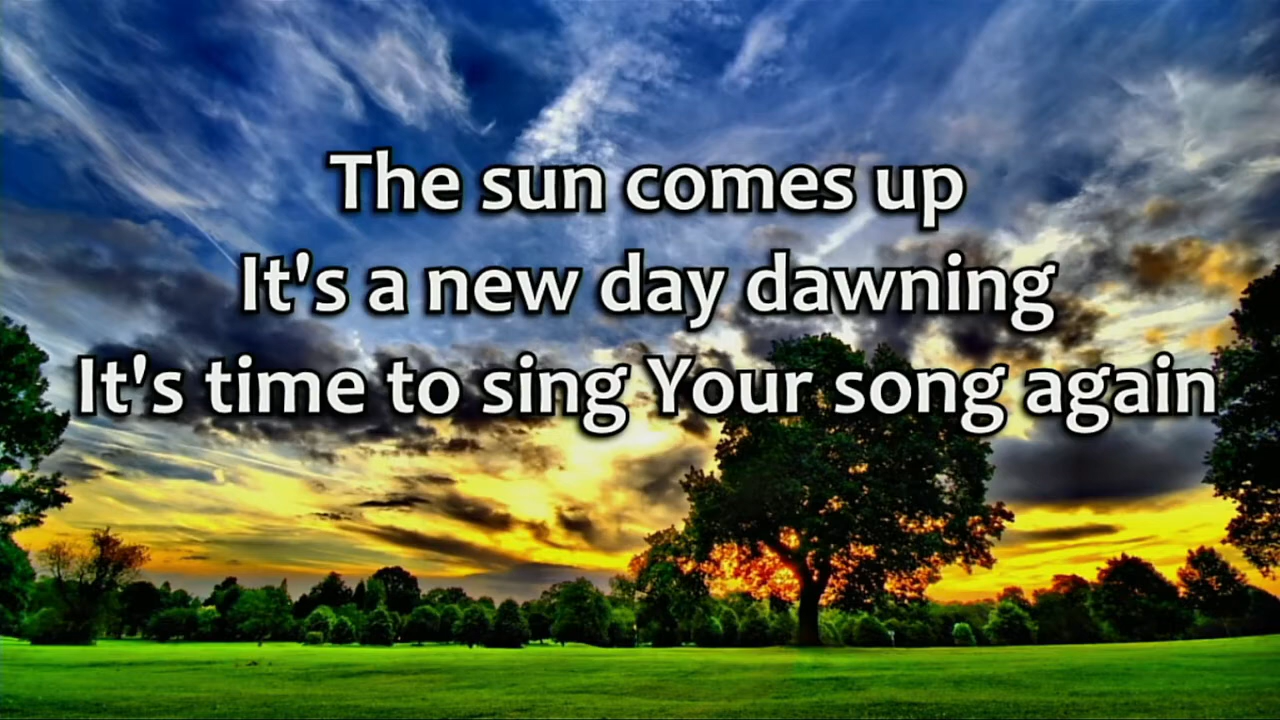 The sun comes up
It's a new day dawning
It's time to sing Your song again